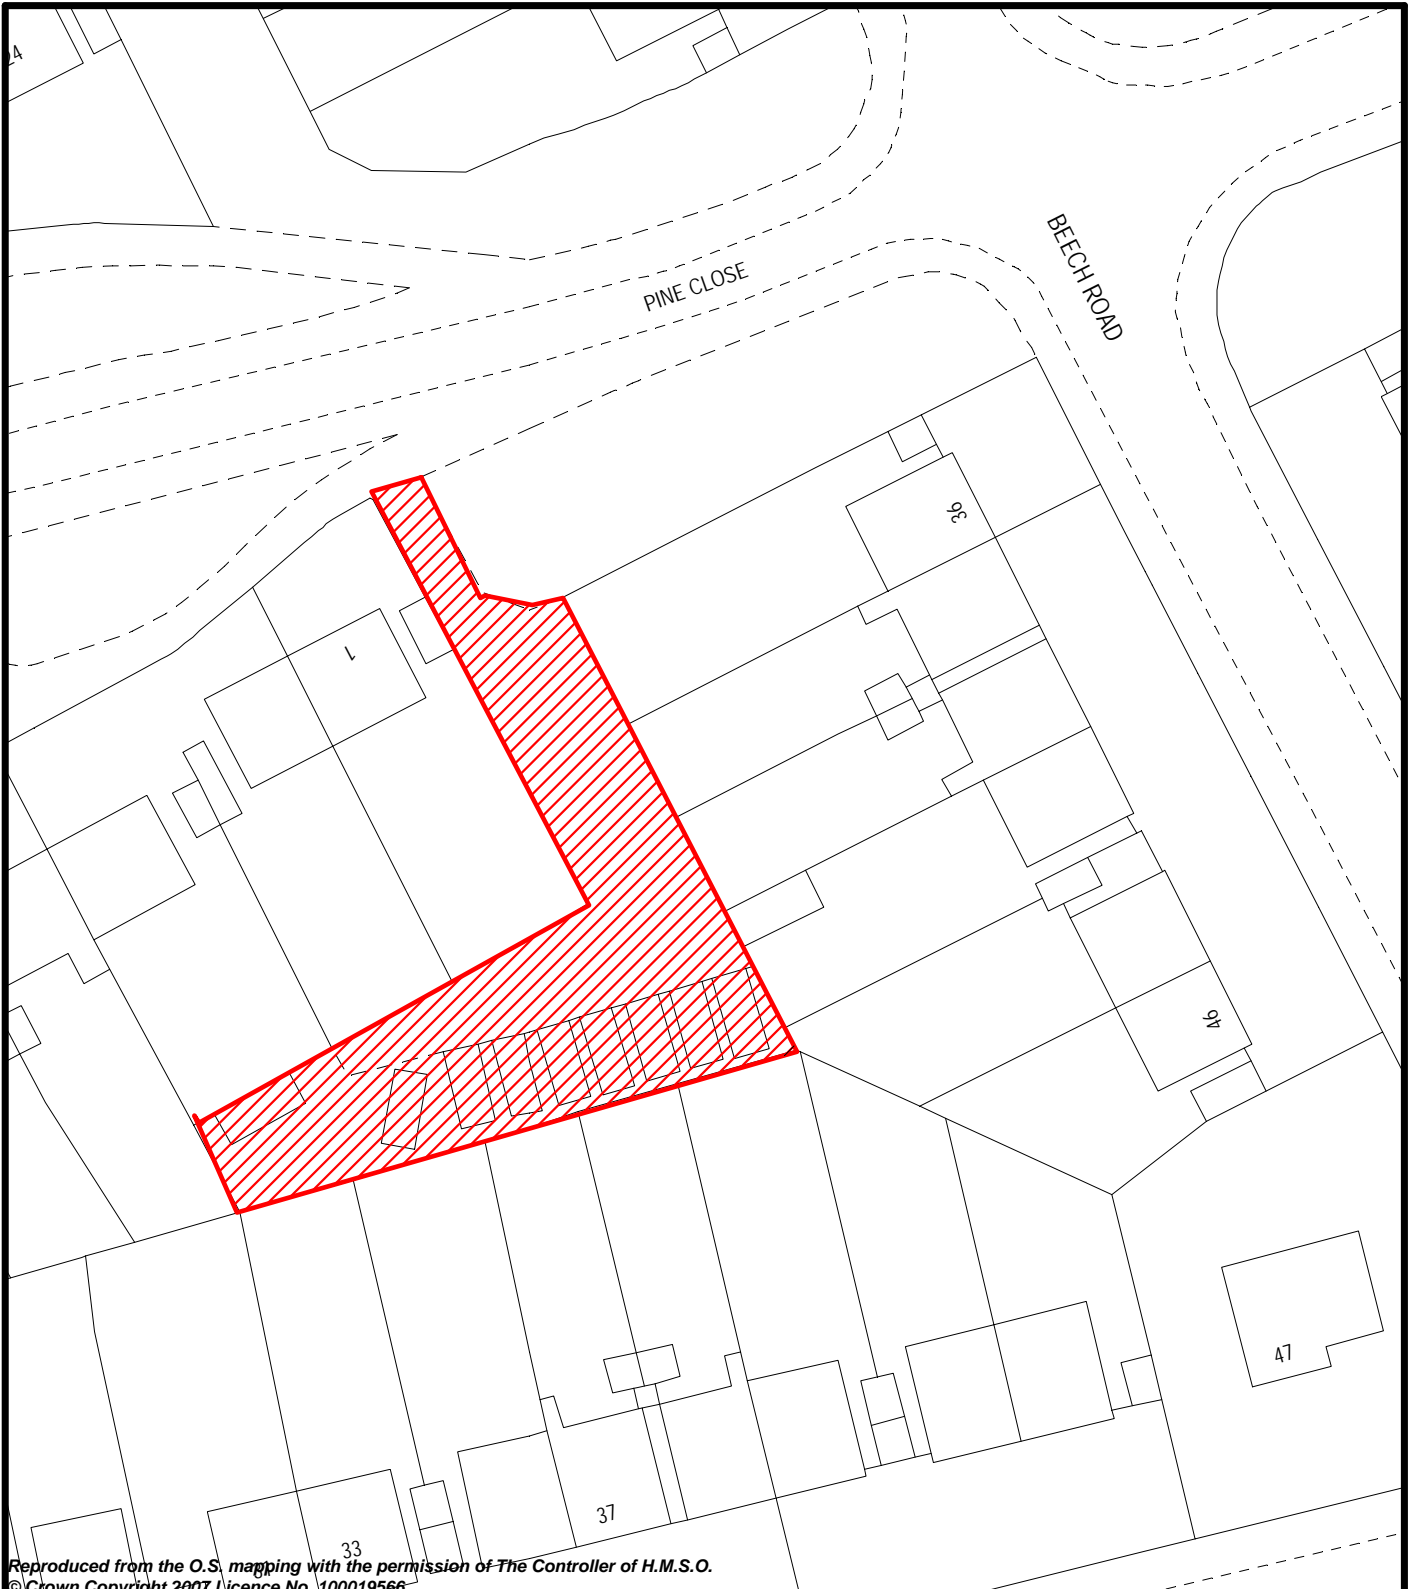 24
PINE CLOSE
BEECH ROAD
36
1
46
47
37
33
Reproduced from the O.S. mapping with the permission of The Controller of H.M.S.O.
© Crown Copyright 2007 Licence No. 100019566